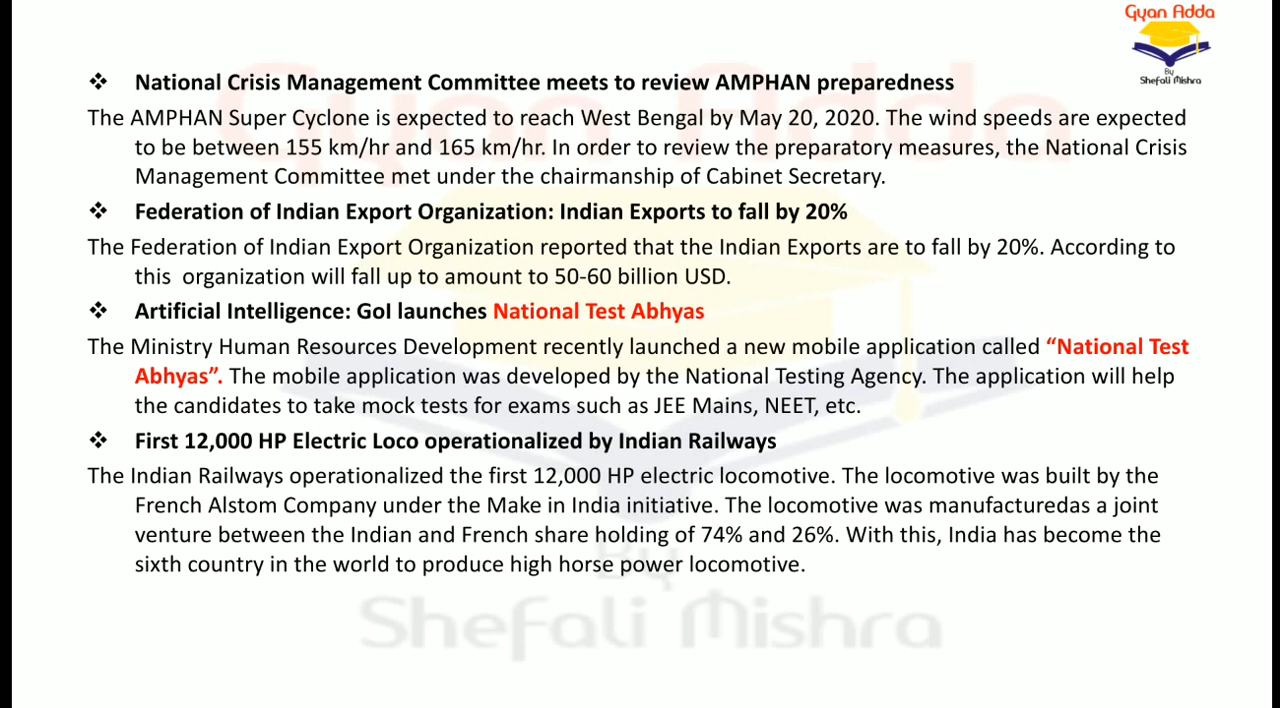 Gyan Adda
By
Shefali Mishra
❖ National Crisis Management Committee meets to review AMPHAN preparedness
The AMPHAN Super Cyclone is expected to reach West Bengal by May 20, 2020. The wind speeds are expected
to be between 155 km/hr and 165 km/hr. In order to review the preparatory measures, the National Crisis
Management Committee met under the chairmanship of Cabinet Secretary.
❖ Federation of Indian Export Organization: Indian Exports to fall by 20%
The Federation of Indian Export Organization reported that the Indian Exports are to fall by 20%. According to
this organization will fall up to amount to 50-60 billion USD.
❖ Artificial Intelligence: GoI launches National Test Abhyas
The Ministry Human Resources Development recently launched a new mobile application called “National Test
Abhyas”. The mobile application was developed by the National Testing Agency. The application will help
the candidates to take mock tests for exams such as JEE Mains, NEET, etc.
❖ First 12,000 HP Electric Loco operationalized by Indian Railways
The Indian Railways operationalized the first 12,000 HP electric locomotive. The locomotive was built by the
French Alstom Company under the Make in India initiative. The locomotive was manufacturedas a joint
venture between the Indian and French share holding of 74% and 26%. With this, India has become the
sixth country in the world to produce high horse power locomotive.
Gyan Adda
By
Shefali Mishra